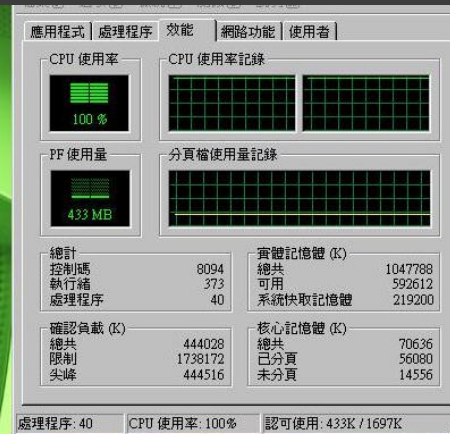 應用程式 處理程序 效能 網路功能 使用者
CPU 使用率 CPU 使用率記錄
100 %
PF 使用量 分頁檔使用量記錄
433 MB
總計
控制碼 8094
執行緒 373
處理程序 40
實體記憶體 (K)
總共 1047788
可用 592612
系統快取記憶體 219200
確認負載 (K)
總共 444028
限制 1738172
尖峰 444516
核心記憶體 (K)
總共 70636
已分頁 56080
未分頁 14556
處理程序: 40 CPU 使用率: 100% 認可使用: 433K / 1697K